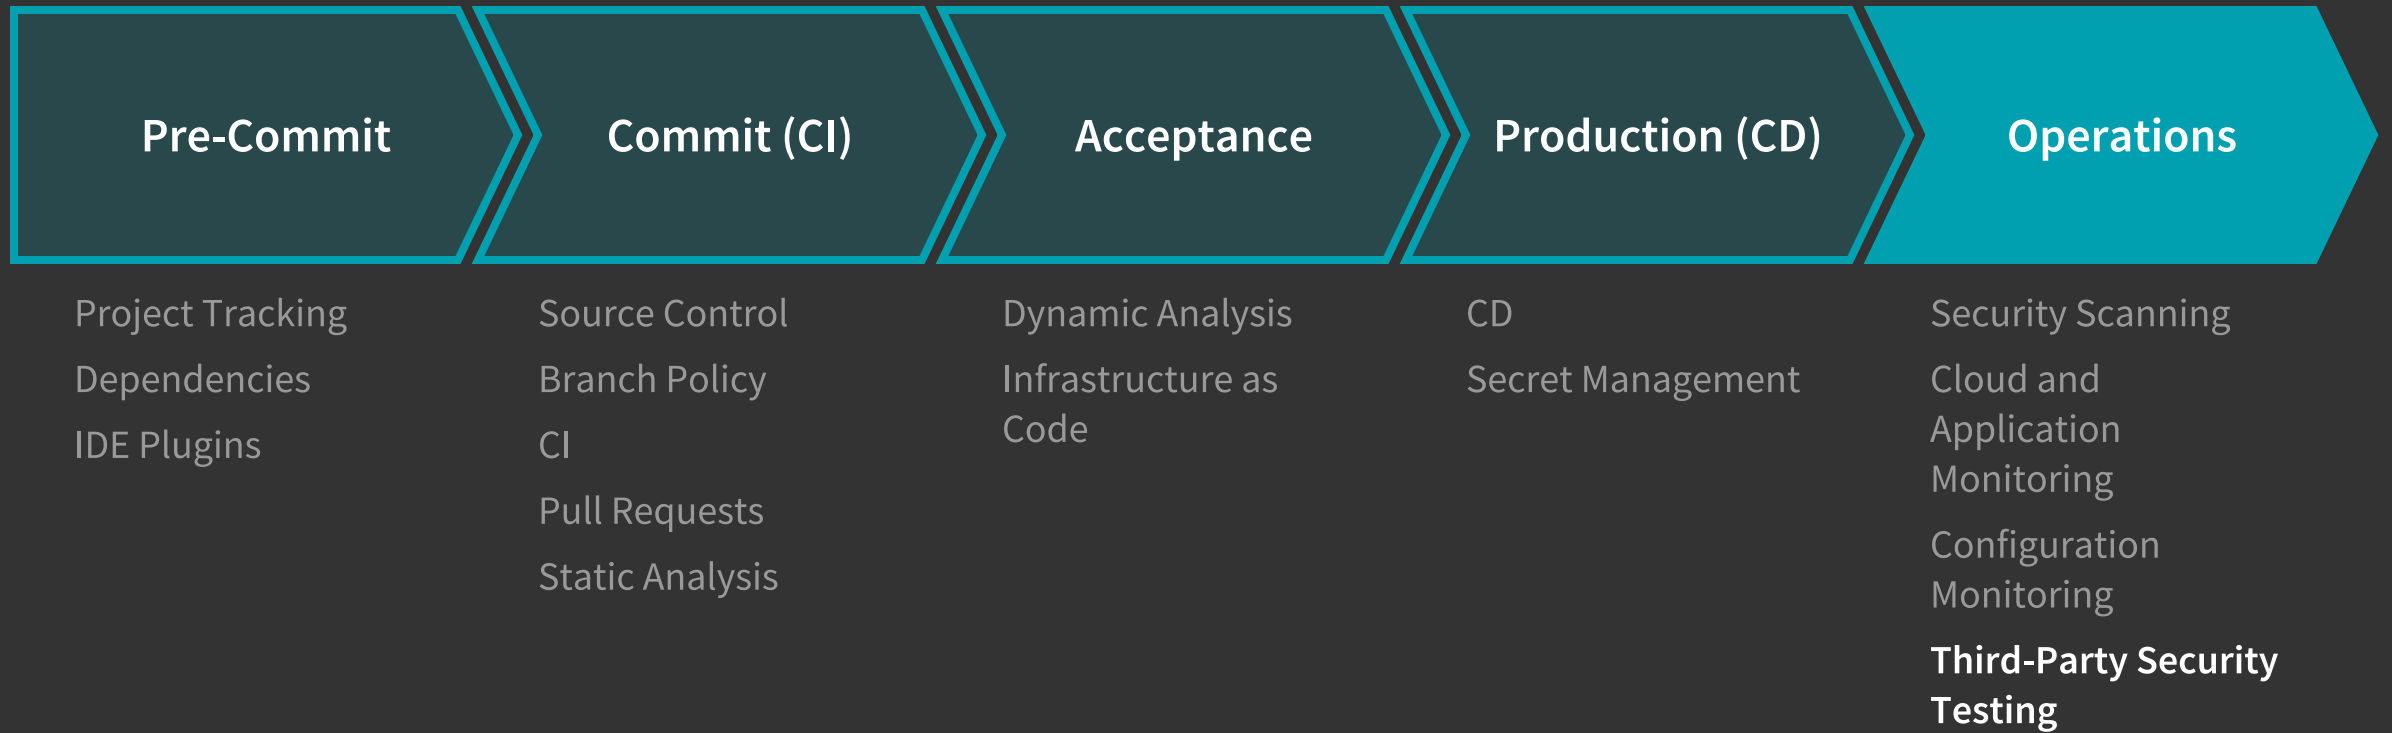 Pre-Commit
Commit (CI)
Acceptance
Production (CD)
Operations
Project Tracking
Dependencies
IDE Plugins
Source Control
Branch Policy
CI
Pull Requests
Static Analysis
Dynamic Analysis
Infrastructure as
Code
CD
Secret Management
Security Scanning
Cloud and
Application
Monitoring
Configuration
Monitoring
Third-Party Security
Testing